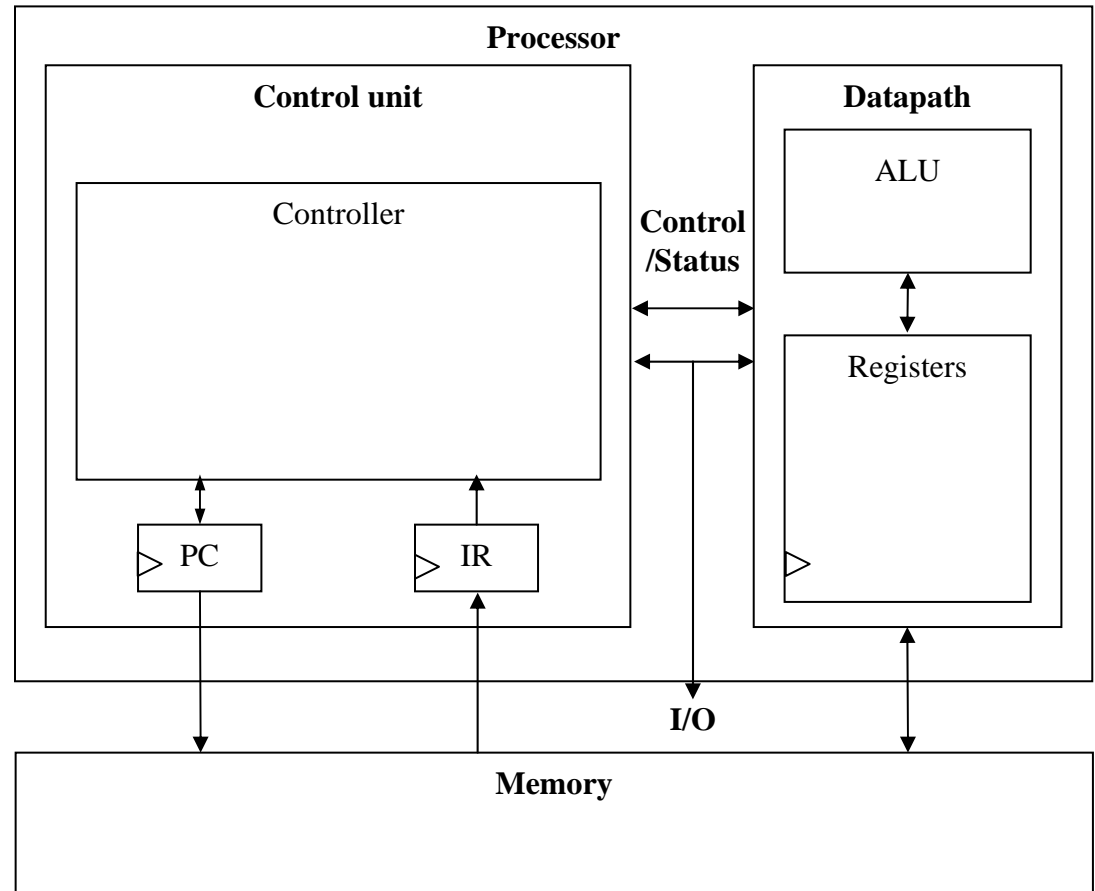 Processor
Control unit
Datapath
Controller
ALU
Control
/Status
Registers
PC
IR
I/O
Memory